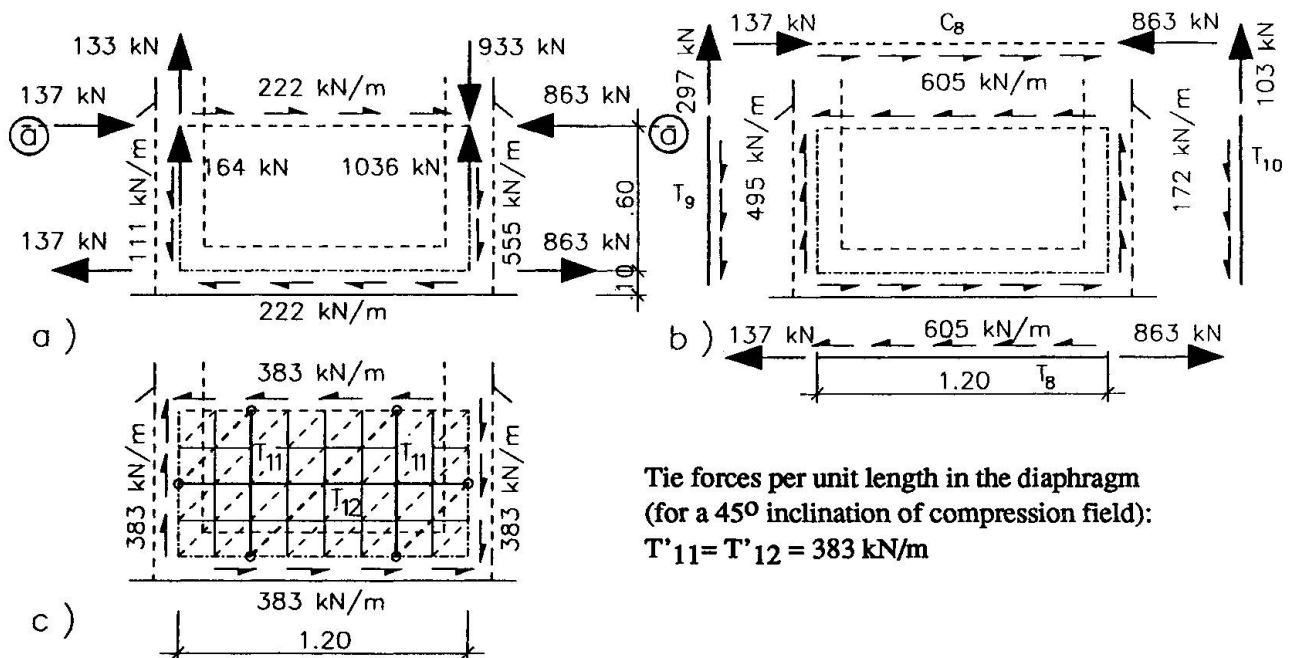 133 kN
933 kN
137 kN
222 kN/m
863 kN
a
164 kN
1036 kN
111 kN/m
555 kN/m
.60
137 kN
863 kN
.10
222 kN/m
a )
137 kN
C8
863 kN
297 kN
103 kN
605 kN/m
a
T9
495 kN/m
172 kN/m
T10
b )
137 kN
605 kN/m
863 kN
T8
1.20
383 kN/m
383 kN/m
T11
T11
T12
383 kN/m
383 kN/m
c )
1.20
Tie forces per unit length in the diaphragm
(for a 45o inclination of compression field):
T'11= T'12 = 383 kN/m